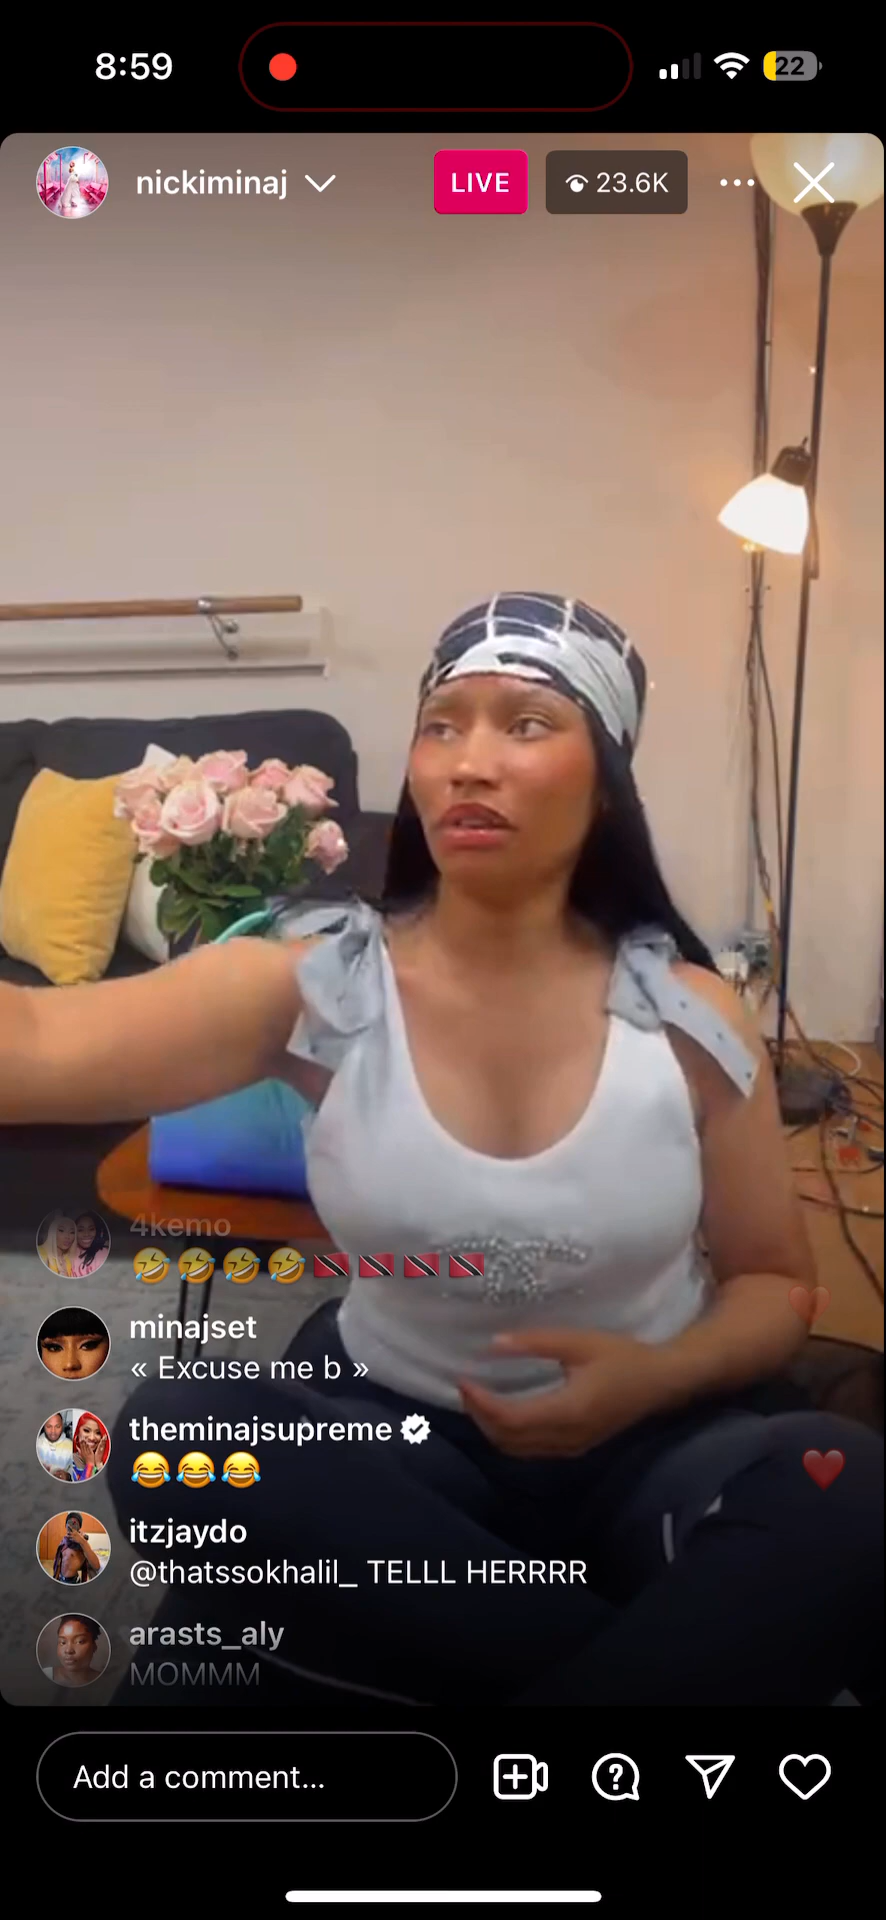 8:59
22
nickiminaj
LIVE
23.6K
4kemo
🤣🤣🤣🤣🇹🇹🇹🇹🇹🇹🇹🇹
minajset
« Excuse me b »
theminajsupreme
😂😂😂
itzjaydo
@thatssokhalil_ TELLL HERRRR
arasts_aly
MOMMM
Add a comment...